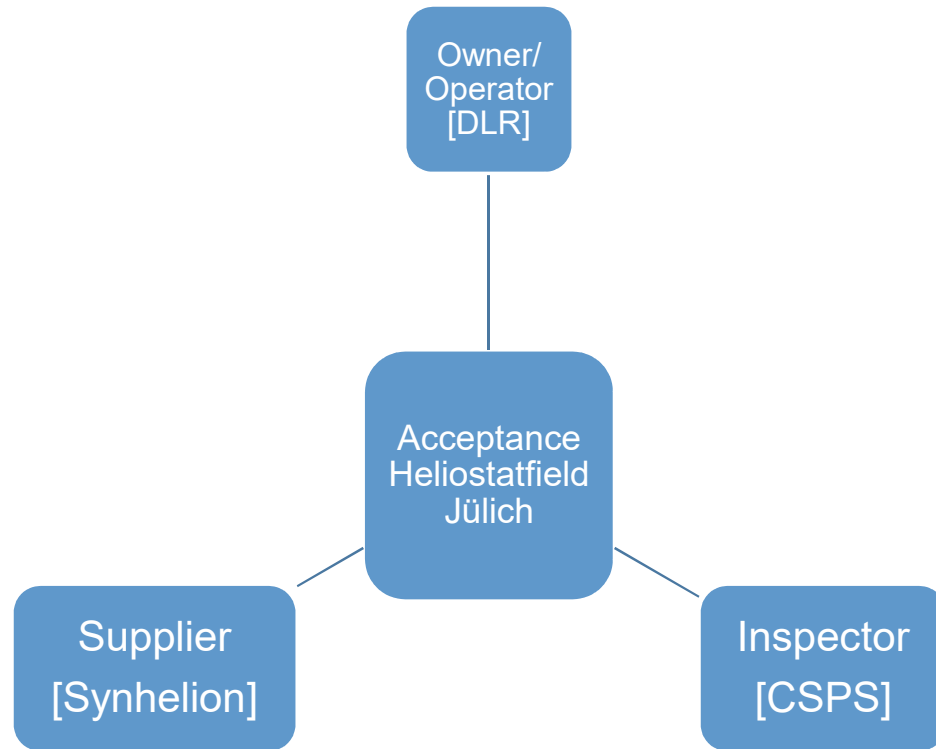 Owner/
Operator
[DLR]
Acceptance
Heliostatfield
Jülich
Supplier
[Synhelion]
Inspector
[CSPS]